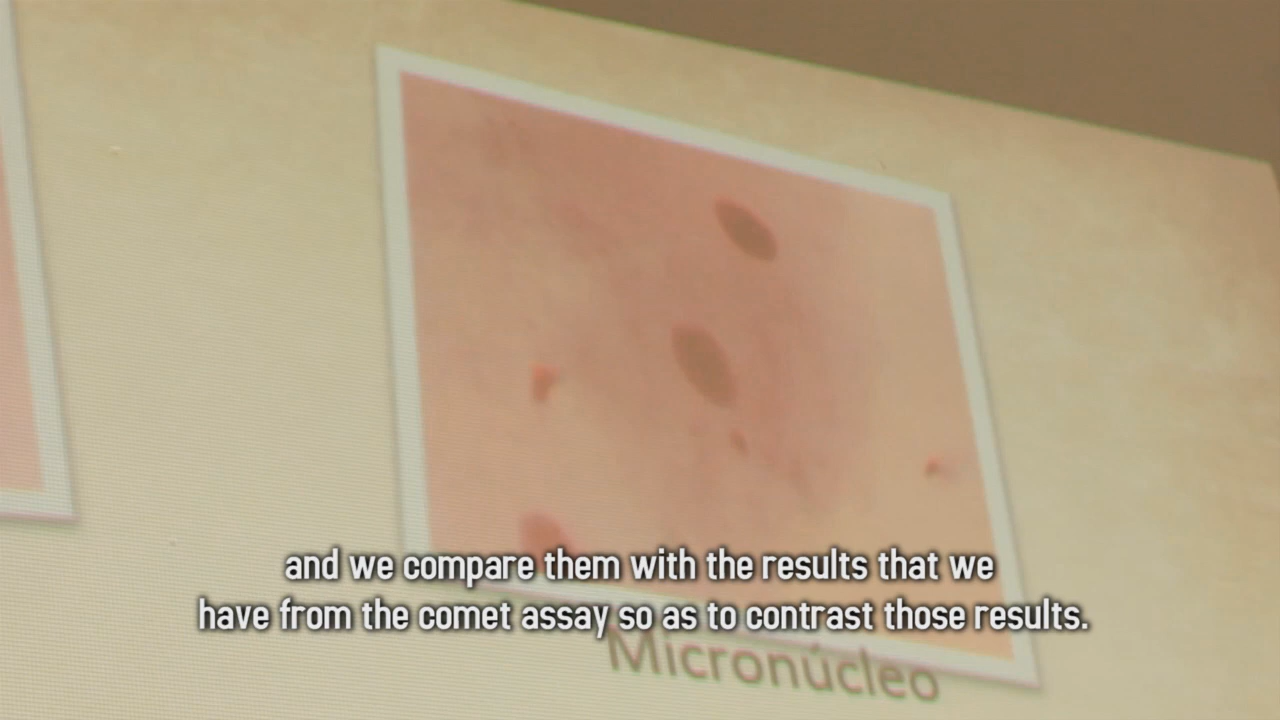 and we compare them with the results that we
have from the comet assay so as to contrast those results.
Micronúcleo